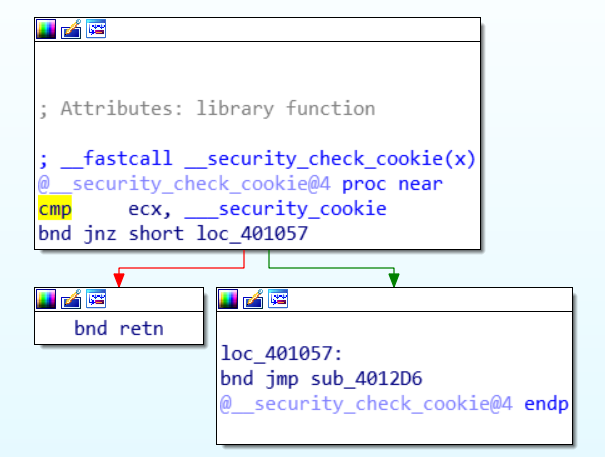 ; Attributes: library function
; __fastcall __security_check_cookie(x)
@__security_check_cookie@4 proc near
cmp     ecx, ___security_cookie
bnd jnz short loc_401057
bnd retn
loc_401057:
bnd jmp sub_4012D6
@__security_check_cookie@4 endp